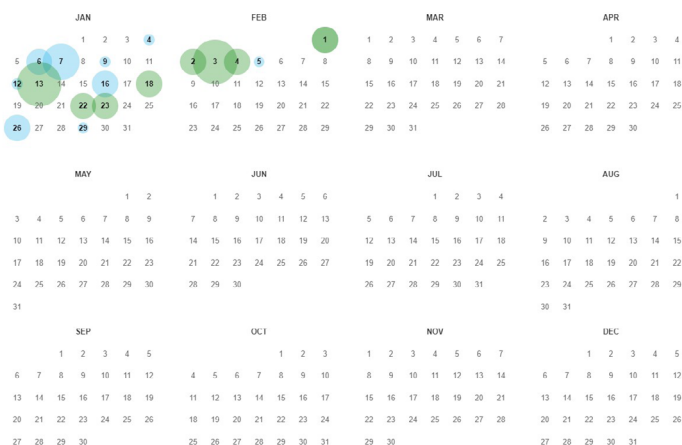 JAN FEB MAR APR
1 2 3 4 1 1 2 3 4 5 6 7 1 2 3 4
5 6 7 8 9 10 11 2 3 4 5 6 7 8 8 9 10 11 12 13 14 5 6 7 8 9 10 11
12 13 14 15 16 17 18 9 10 11 12 13 14 15 15 16 17 18 19 20 21 12 13 14 15 16 17 18
19 20 21 22 23 24 25 16 17 18 19 20 21 22 22 23 24 25 26 27 28 19 20 21 22 23 24 25
26 27 28 29 30 31 23 24 25 26 27 28 29 29 30 31 26 27 28 29 30
MAY JUN JUL AUG
1 2 1 2 3 4 5 6 1 2 3 4 1
3 4 5 6 7 8 9 7 8 9 10 11 12 13 5 6 7 8 9 10 11 2 3 4 5 6 7 8
10 11 12 13 14 15 16 14 15 16 17 18 19 20 12 13 14 15 16 17 18 9 10 11 12 13 14 15
17 18 19 20 21 22 23 21 22 23 24 25 26 27 19 20 21 22 23 24 25 16 17 18 19 20 21 22
24 25 26 27 28 29 30 28 29 30 26 27 28 29 30 31 23 24 25 26 27 28 29
31 30 31
SEP OCT NOV DEC
1 2 3 4 5 1 2 3 1 2 3 4 5 6 7 1 2 3 4 5
6 7 8 9 10 11 12 4 5 6 7 8 9 10 8 9 10 11 12 13 14 6 7 8 9 10 11 12
13 14 15 16 17 18 19 11 12 13 14 15 16 17 15 16 17 18 19 20 21 13 14 15 16 17 18 19
20 21 22 23 24 25 26 18 19 20 21 22 23 24 22 23 24 25 26 27 28 20 21 22 23 24 25 26
27 28 29 30 25 26 27 28 29 30 31 29 30 27 28 29 30 31